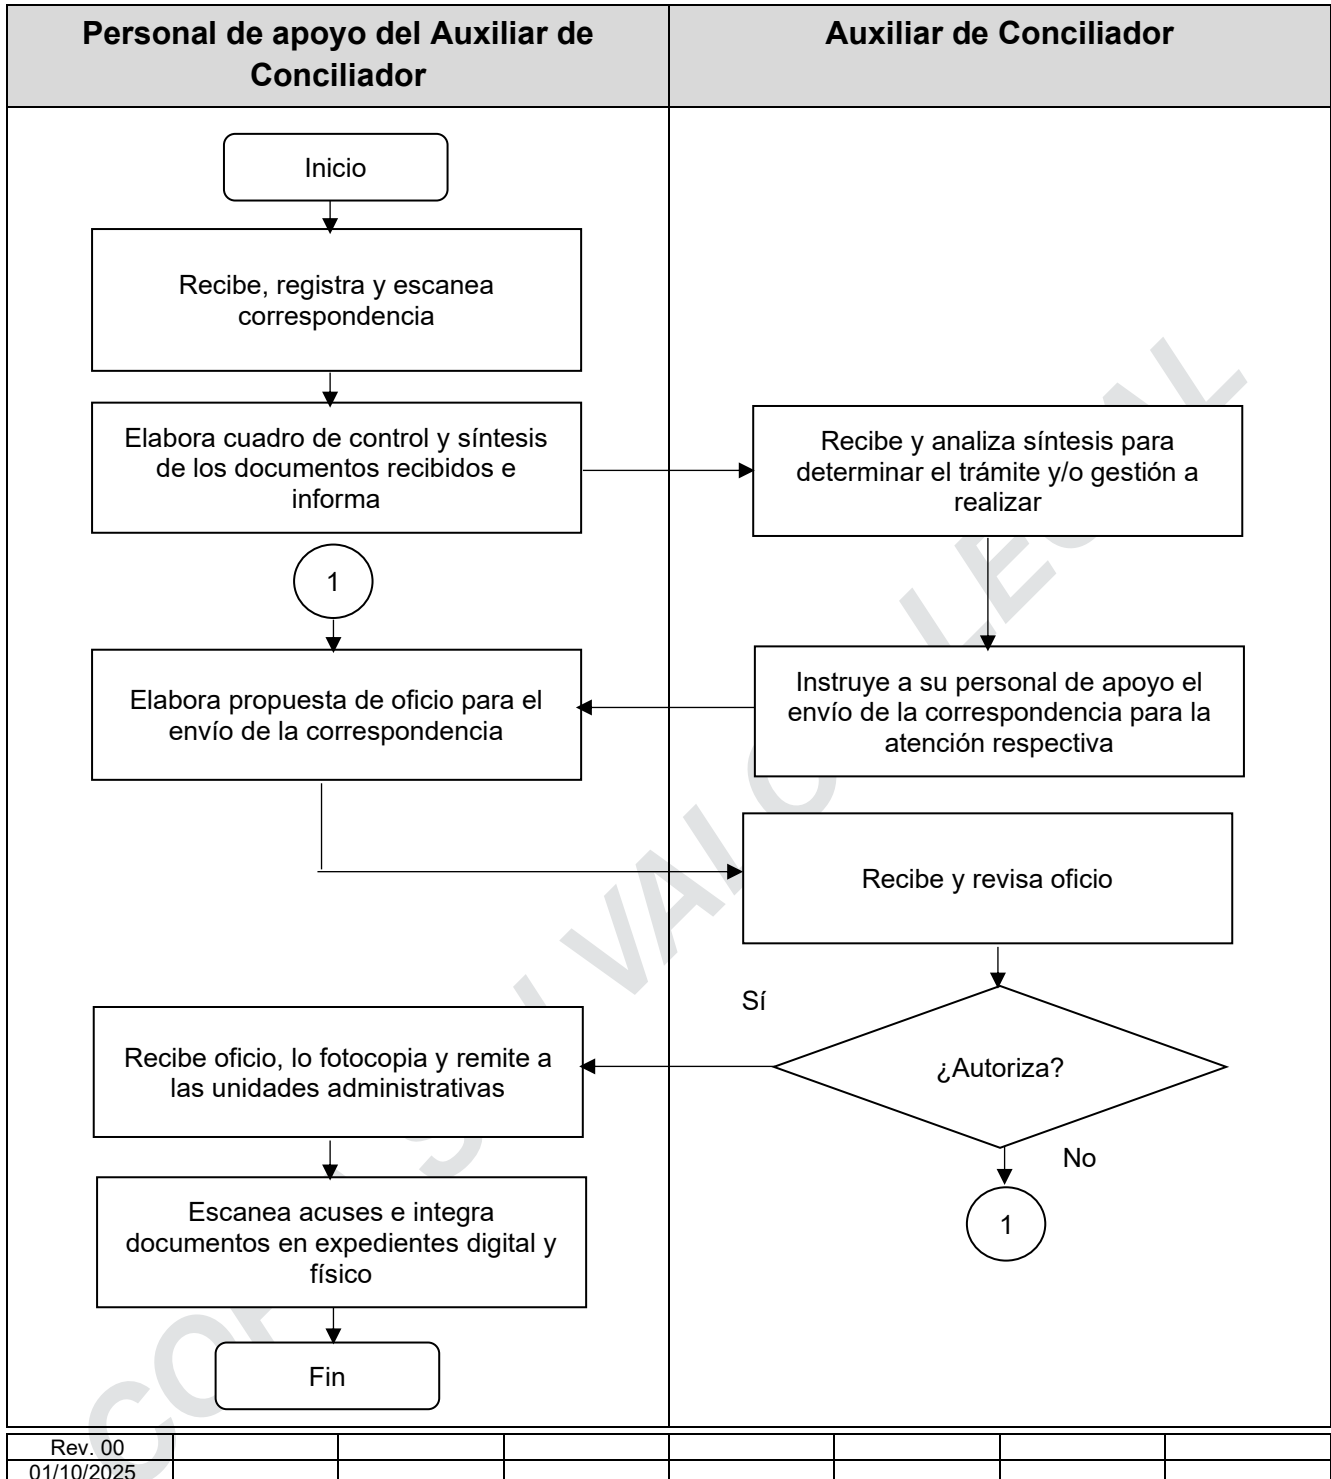 Personal de apoyo del Auxiliar de
Conciliador
Auxiliar de Conciliador
Inicio
Recibe, registra y escanea
correspondencia
Elabora cuadro de control y síntesis
de los documentos recibidos e
informa
Recibe y analiza síntesis para
determinar el trámite y/o gestión a
realizar
1
Elabora propuesta de oficio para el
envío de la correspondencia
Instruye a su personal de apoyo el
envío de la correspondencia para la
atención respectiva
Recibe y revisa oficio
Sí
¿Autoriza?
Recibe oficio, lo fotocopia y remite a
las unidades administrativas
No
1
Escanea acuses e integra
documentos en expedientes digital y
físico
Fin
Rev. 00
01/10/2025